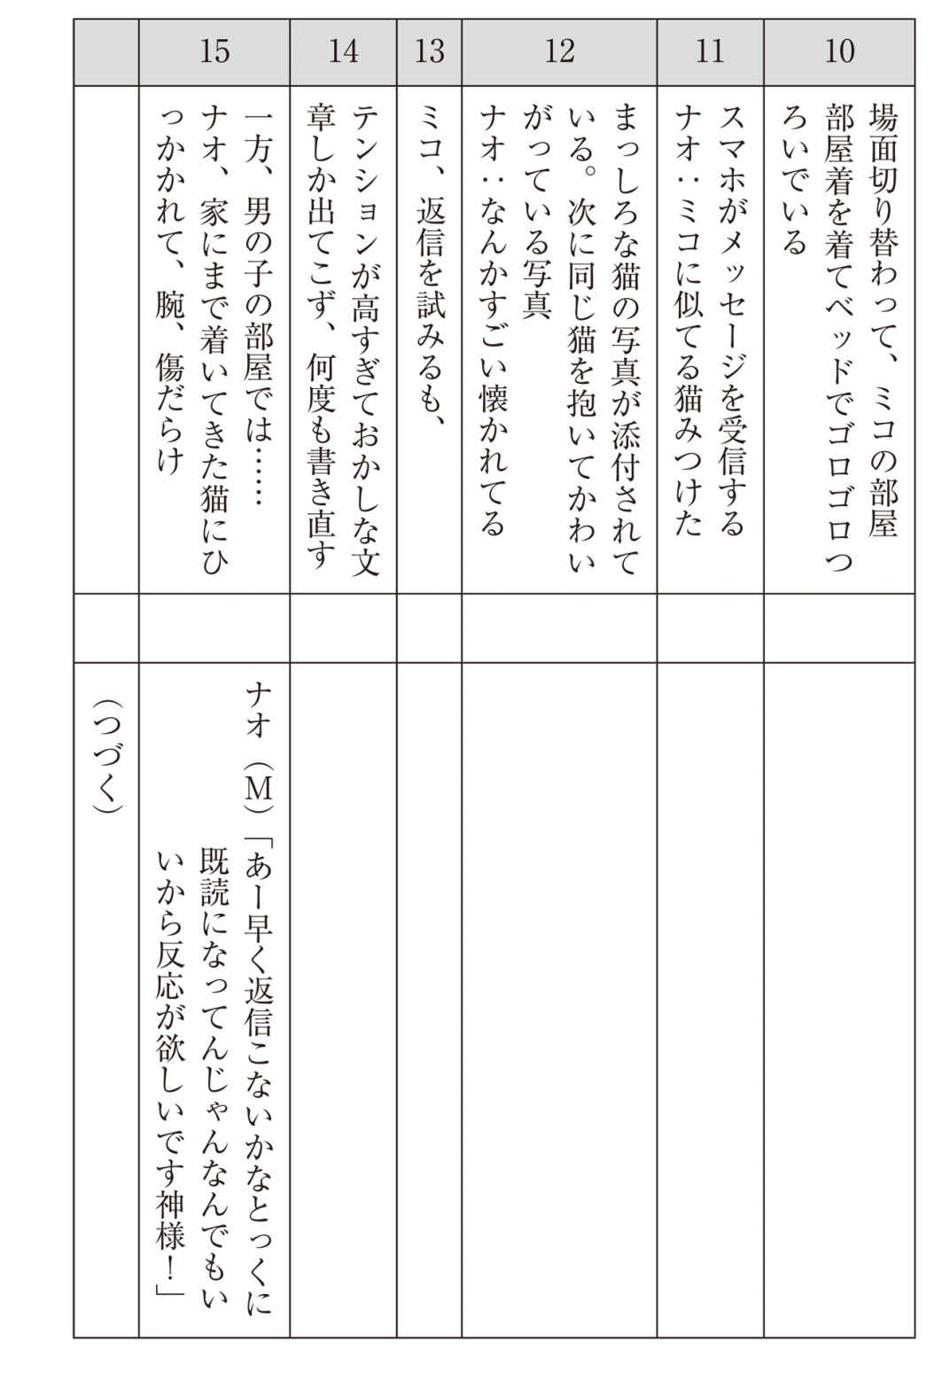 10
場面切り替わって、ミコの部屋
部屋着を着てベッドでゴロゴロつ
ろいでいる
11
スマホがメッセージを受信する
ナオ：ミコに似てる猫みつけた
12
まっしろな猫の写真が添付されて
いる。次に同じ猫を抱いてかわい
がっている写真
ナオ：なんかすごい懐かれてる
13
ミコ、返信を試みるも、
14
テンションが高すぎておかしな文
章しか出てこず、何度も書き直す
15
一方、男の子の部屋では……
ナオ、家にまで着いてきた猫にひ
っかかれて、腕、傷だらけ
ナオ（M）「あー早く返信こないかなとっくに
既読になってんじゃんなんでもい
いから反応が欲しいです神様！」
（つづく）